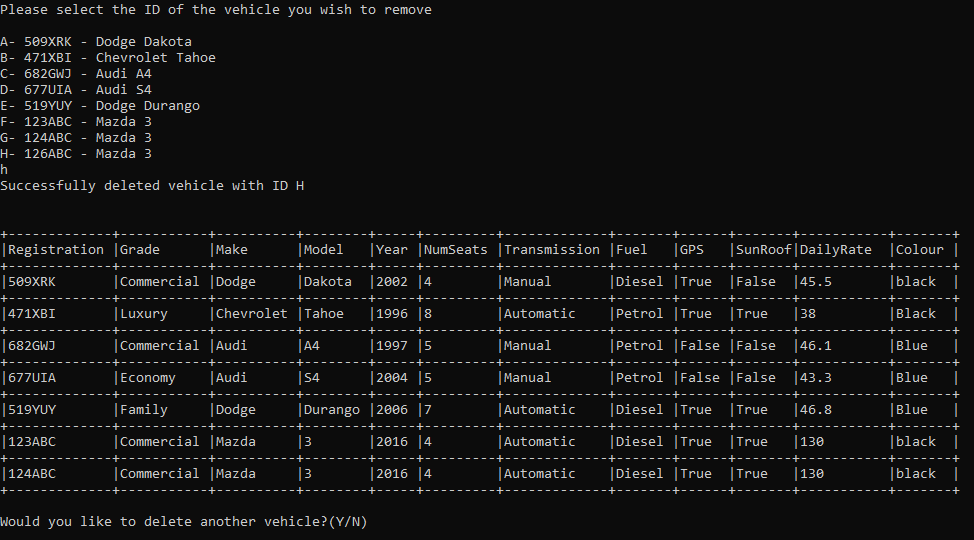 Please select the ID of the vehicle you wish to remove
A- 509XRK - Dodge Dakota
B- 471XBI - Chevrolet Tahoe
C- 682GWJ - Audi A4
D- 677UIA - Audi S4
E- 519YUY - Dodge Durango
F- 123ABC - Mazda 3
G- 124ABC - Mazda 3
H- 126ABC - Mazda 3
h
Successfully deleted vehicle with ID H
+-------------+-----------+----------+--------+-----+---------+-------------+-------+------+-------+-----------+-------+
|Registration |Grade      |Make      |Model   |Year |NumSeats |Transmission |Fuel   |GPS   |SunRoof|DailyRate  |Colour |
+-------------+-----------+----------+--------+-----+---------+-------------+-------+------+-------+-----------+-------+
|509XRK       |Commercial |Dodge     |Dakota  |2002 |4        |Manual       |Diesel |True  |False  |45.5       |black  |
+-------------+-----------+----------+--------+-----+---------+-------------+-------+------+-------+-----------+-------+
|471XBI       |Luxury     |Chevrolet |Tahoe   |1996 |8        |Automatic    |Petrol |True  |True   |38         |Black  |
+-------------+-----------+----------+--------+-----+---------+-------------+-------+------+-------+-----------+-------+
|682GWJ       |Commercial |Audi      |A4      |1997 |5        |Manual       |Petrol |False |False  |46.1       |Blue   |
+-------------+-----------+----------+--------+-----+---------+-------------+-------+------+-------+-----------+-------+
|677UIA       |Economy    |Audi      |S4      |2004 |5        |Manual       |Petrol |False |False  |43.3       |Blue   |
+-------------+-----------+----------+--------+-----+---------+-------------+-------+------+-------+-----------+-------+
|519YUY       |Family     |Dodge     |Durango |2006 |7        |Automatic    |Diesel |True  |True   |46.8       |Blue   |
+-------------+-----------+----------+--------+-----+---------+-------------+-------+------+-------+-----------+-------+
|123ABC       |Commercial |Mazda     |3       |2016 |4        |Automatic    |Diesel |True  |True   |130        |black  |
+-------------+-----------+----------+--------+-----+---------+-------------+-------+------+-------+-----------+-------+
|124ABC       |Commercial |Mazda     |3       |2016 |4        |Automatic    |Diesel |True  |True   |130        |black  |
+-------------+-----------+----------+--------+-----+---------+-------------+-------+------+-------+-----------+-------+
Would you like to delete another vehicle?(Y/N)